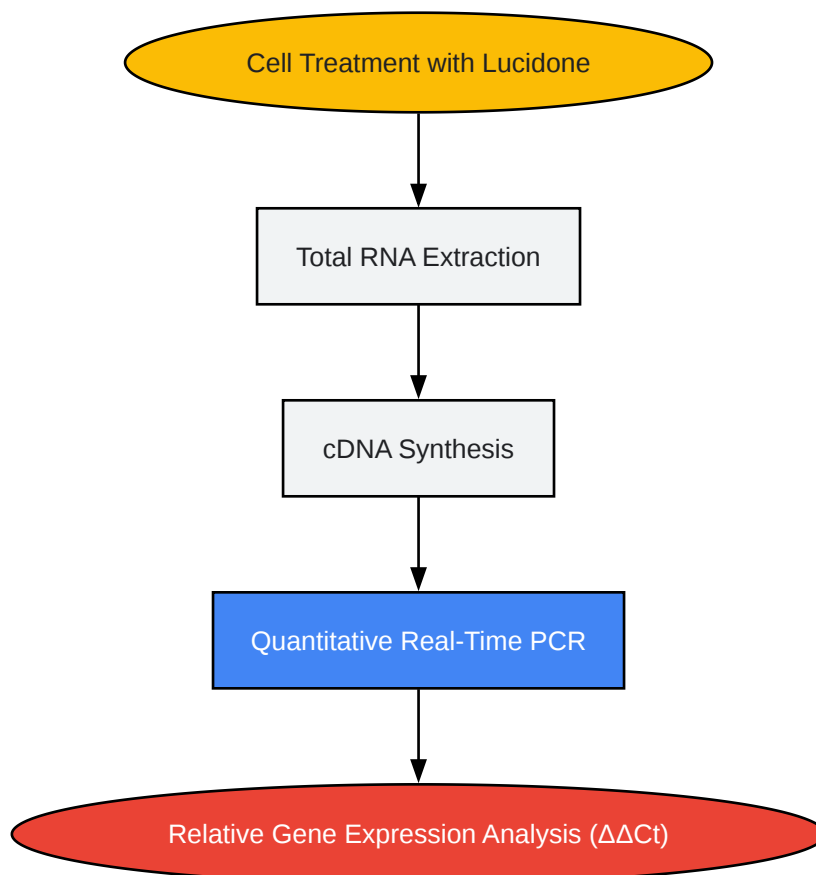 Cell Treatment with Lucidone
Total RNA Extraction
cDNA Synthesis
Quantitative Real-Time PCR
Relative Gene Expression Analysis (ΔΔCt)